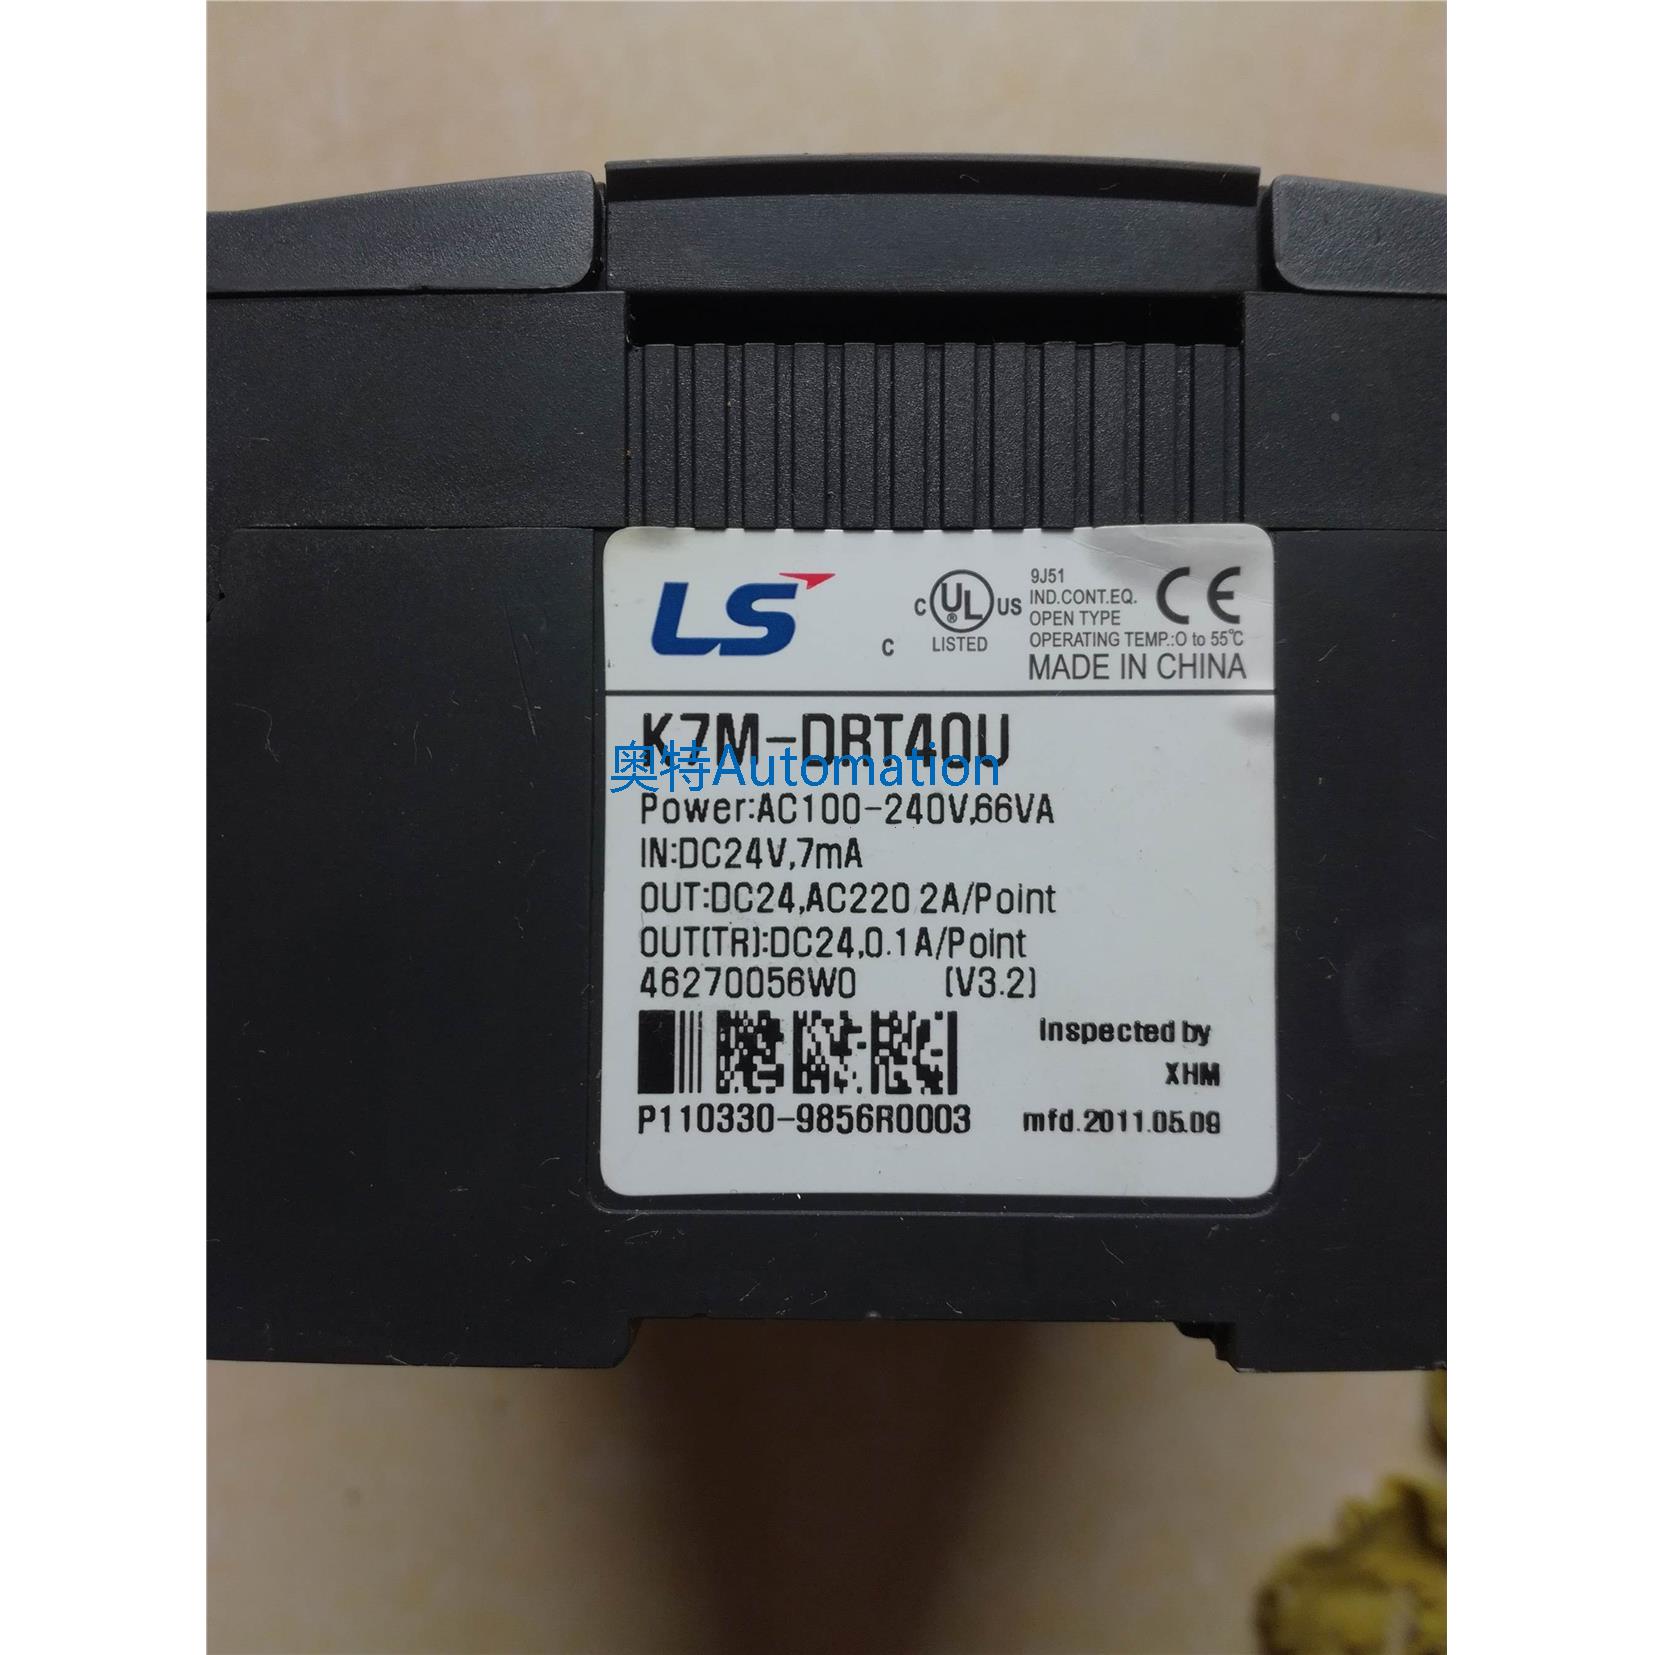 LS
C UL US
®
LISTED
C
9J51
IND.CONT.EQ.
OPEN TYPE
OPERATING TEMP.:O to 55℃
MADE IN CHINA
CE
K7M-DRT40U
奥特Automation
Power:AC100-240V,66VA
IN:DC24V,7mA
OUT:DC24,AC220 2A/Point
OUT(TR):DC24,0.1A/Point
46270056W0 (V3.2)
Inspected by
XHM
P110330-9856R0003 mfd.2011.05.09